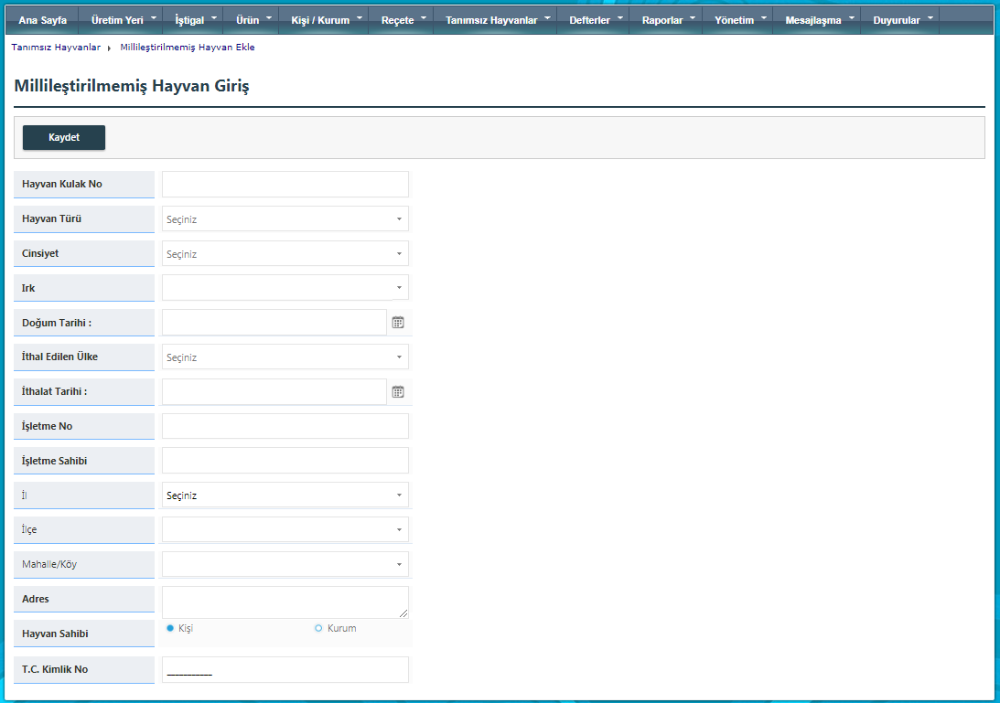 Ana Sayfa Üretim Yeri İştigal Ürün Kişi / Kurum Reçete Tanımsız Hayvanlar Defterler Raporlar Yönetim Mesajlaşma Duyurular
Tanımsız Hayvanlar Millileştirilmemiş Hayvan Ekle
Millileştirilmemiş Hayvan Giriş
Kaydet
Hayvan Kulak No
Hayvan Türü Seçiniz
Cinsiyet Seçiniz
Irk
Doğum Tarihi :
İthal Edilen Ülke Seçiniz
İthalat Tarihi :
İşletme No
İşletme Sahibi
İl Seçiniz
İlçe
Mahalle/Köy
Adres
Hayvan Sahibi Kişi Kurum
T.C. Kimlik No ___________